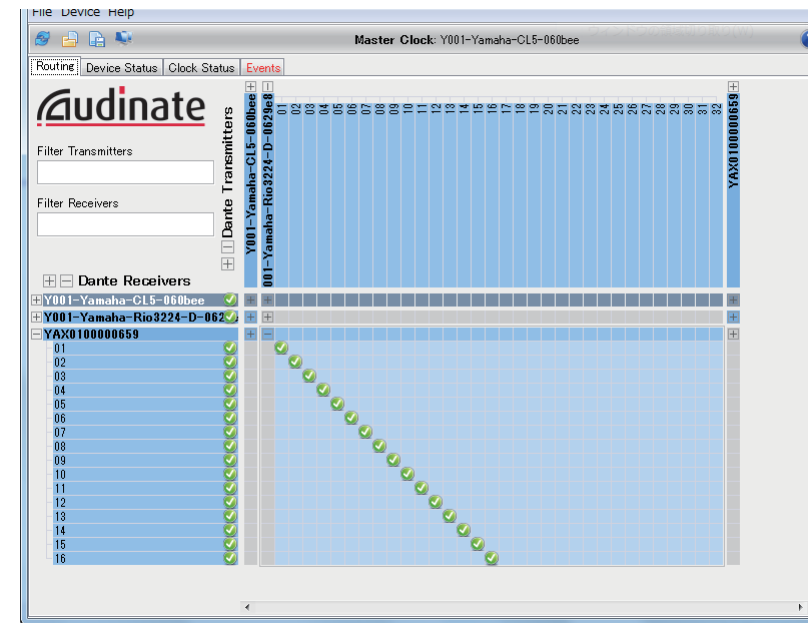 File Device Help
Master Clock: Y001-Yamaha-CL5-060bee
Routing Device Status Clock Status Events
Audinate
Filter Transmitters
Filter Receivers
Dante Transmitters
Y001-Yamaha-CL5-060bee
001-Yamaha-Rio3224-D-0629e8
01 02 03 04 05 06 07 08 09 10 11 12 13 14 15 16 17 18 19 20 21 22 23 24 25 26 27 28 29 30 31 32
YAX0100000659
Dante Receivers
Y001-Yamaha-CL5-060bee
Y001-Yamaha-Rio3224-D-062
YAX0100000659
01
02
03
04
05
06
07
08
09
10
11
12
13
14
15
16